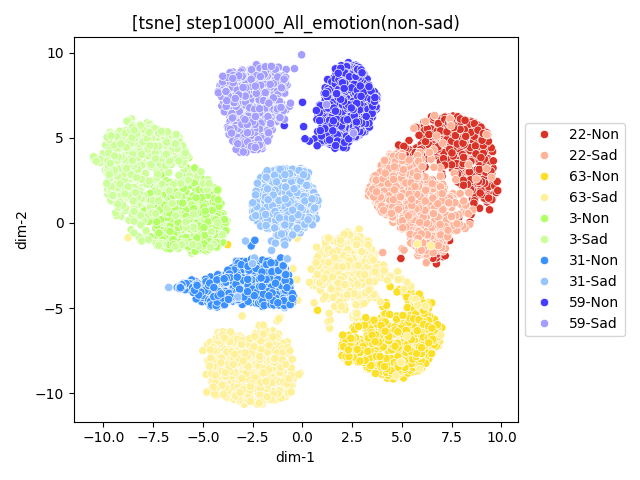 [tsne] step10000_All_emotion(non-sad)
10
5
0
−5
−10
dim-2
−10.0 −7.5 −5.0 −2.5 0.0 2.5 5.0 7.5 10.0
dim-1
22-Non
22-Sad
63-Non
63-Sad
3-Non
3-Sad
31-Non
31-Sad
59-Non
59-Sad